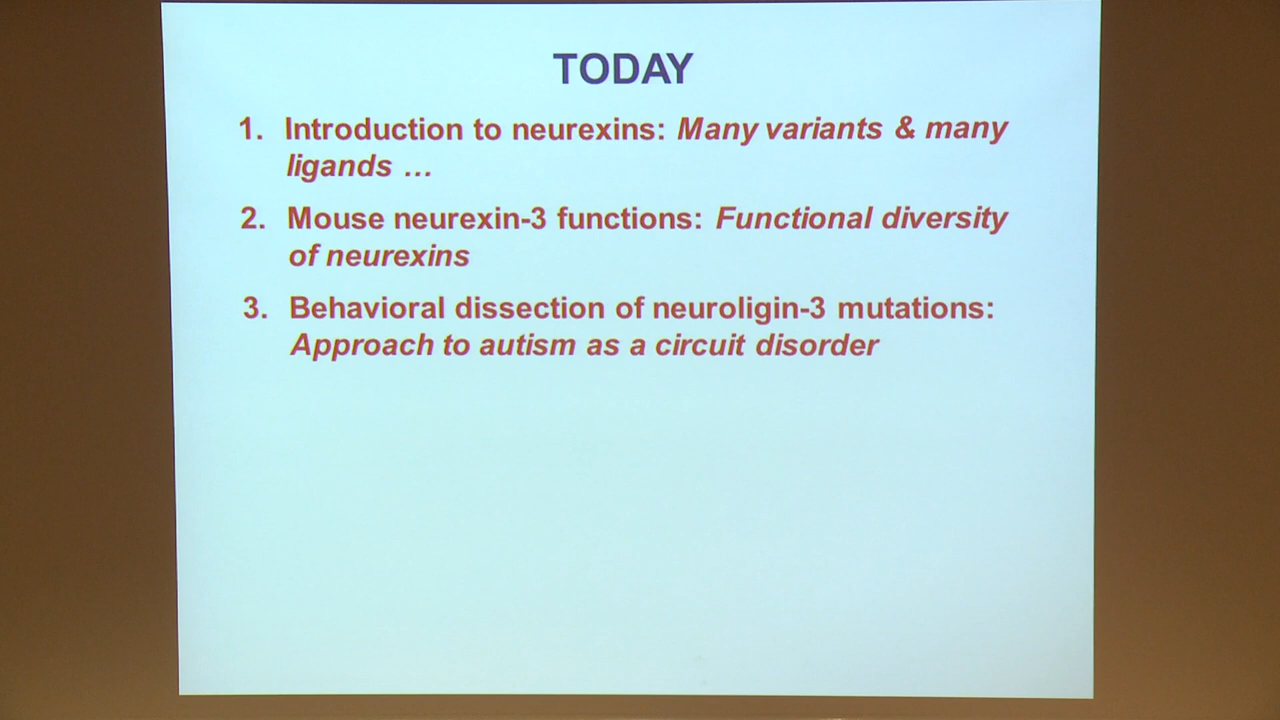 TODAY
1. Introduction to neurexins: Many variants & many
ligands …
2. Mouse neurexin-3 functions: Functional diversity
of neurexins
3. Behavioral dissection of neuroligin-3 mutations:
Approach to autism as a circuit disorder